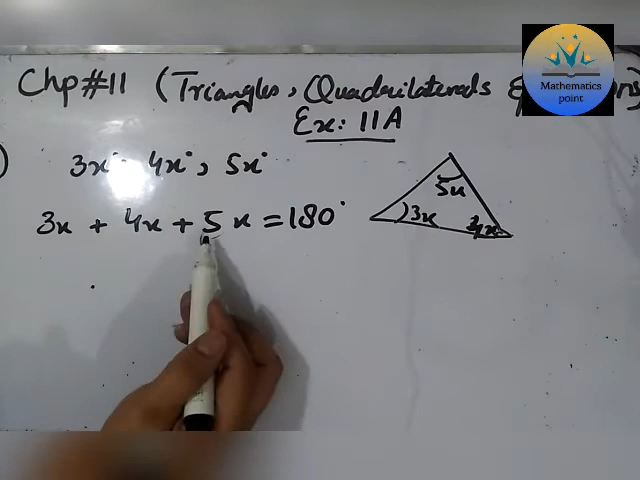 Chp#11 (Triangles, Quadrilaterals
Ex: 11A
Mathematics
point
) 3x° 4x°, 5x°
3x + 4x + 5x = 180°
5x
3x
4x